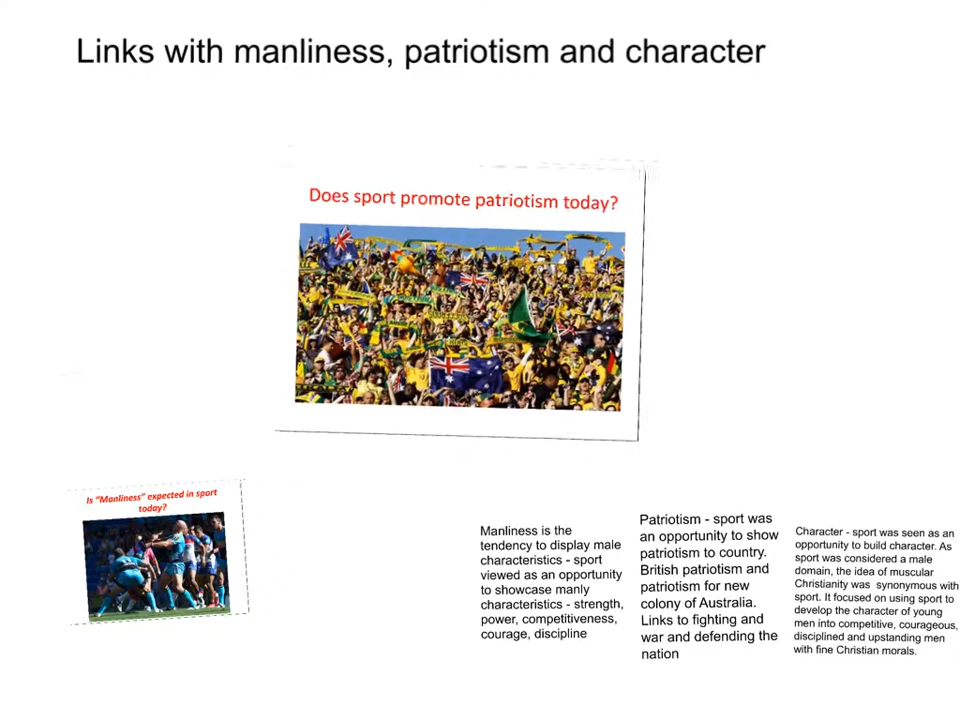 Links with manliness, patriotism and character
Does sport promote patriotism today?
Is “Manliness” expected in sport
today?
Manliness is the
tendency to display male
characteristics - sport
viewed as an opportunity
to showcase manly
characteristics - strength,
power, competitiveness,
courage, discipline
Patriotism - sport was
an opportunity to show
patriotism to country.
British patriotism and
patriotism for new
colony of Australia.
Links to fighting and
war and defending the
nation
Character - sport was seen as an
opportunity to build character. As
sport was considered a male
domain, the idea of muscular
Christianity was synonymous with
sport. It focused on using sport to
develop the character of young
men into competitive, courageous,
disciplined and upstanding men
with fine Christian morals.